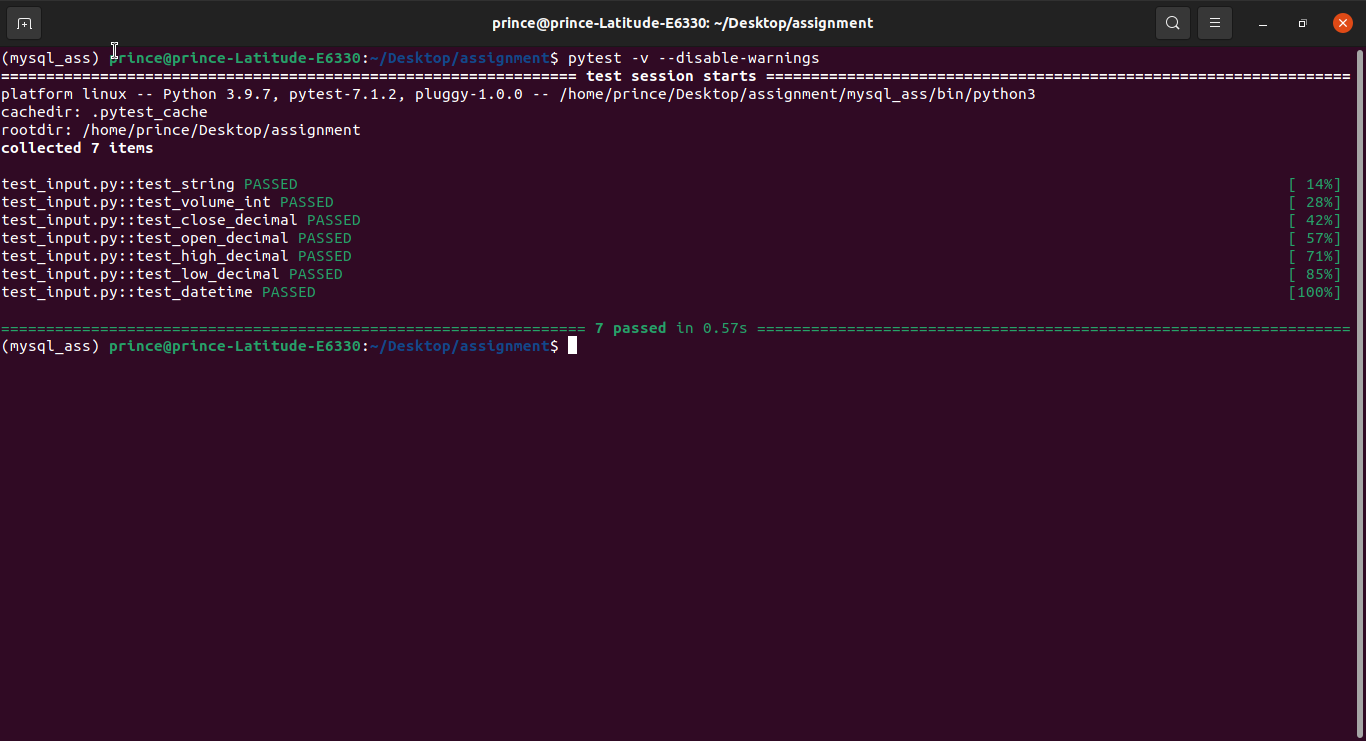 prince@prince-Latitude-E6330: ~/Desktop/assignment
(mysql_ass) prince@prince-Latitude-E6330:~/Desktop/assignment$ pytest -v --disable-warnings
================================================================ test session starts =================================================================
platform linux -- Python 3.9.7, pytest-7.1.2, pluggy-1.0.0 -- /home/prince/Desktop/assignment/mysql_ass/bin/python3
cachedir: .pytest_cache
rootdir: /home/prince/Desktop/assignment
collected 7 items
test_input.py::test_string PASSED [ 14%]
test_input.py::test_volume_int PASSED [ 28%]
test_input.py::test_close_decimal PASSED [ 42%]
test_input.py::test_open_decimal PASSED [ 57%]
test_input.py::test_high_decimal PASSED [ 71%]
test_input.py::test_low_decimal PASSED [ 85%]
test_input.py::test_datetime PASSED [100%]
================================================================= 7 passed in 0.57s ==================================================================
(mysql_ass) prince@prince-Latitude-E6330:~/Desktop/assignment$